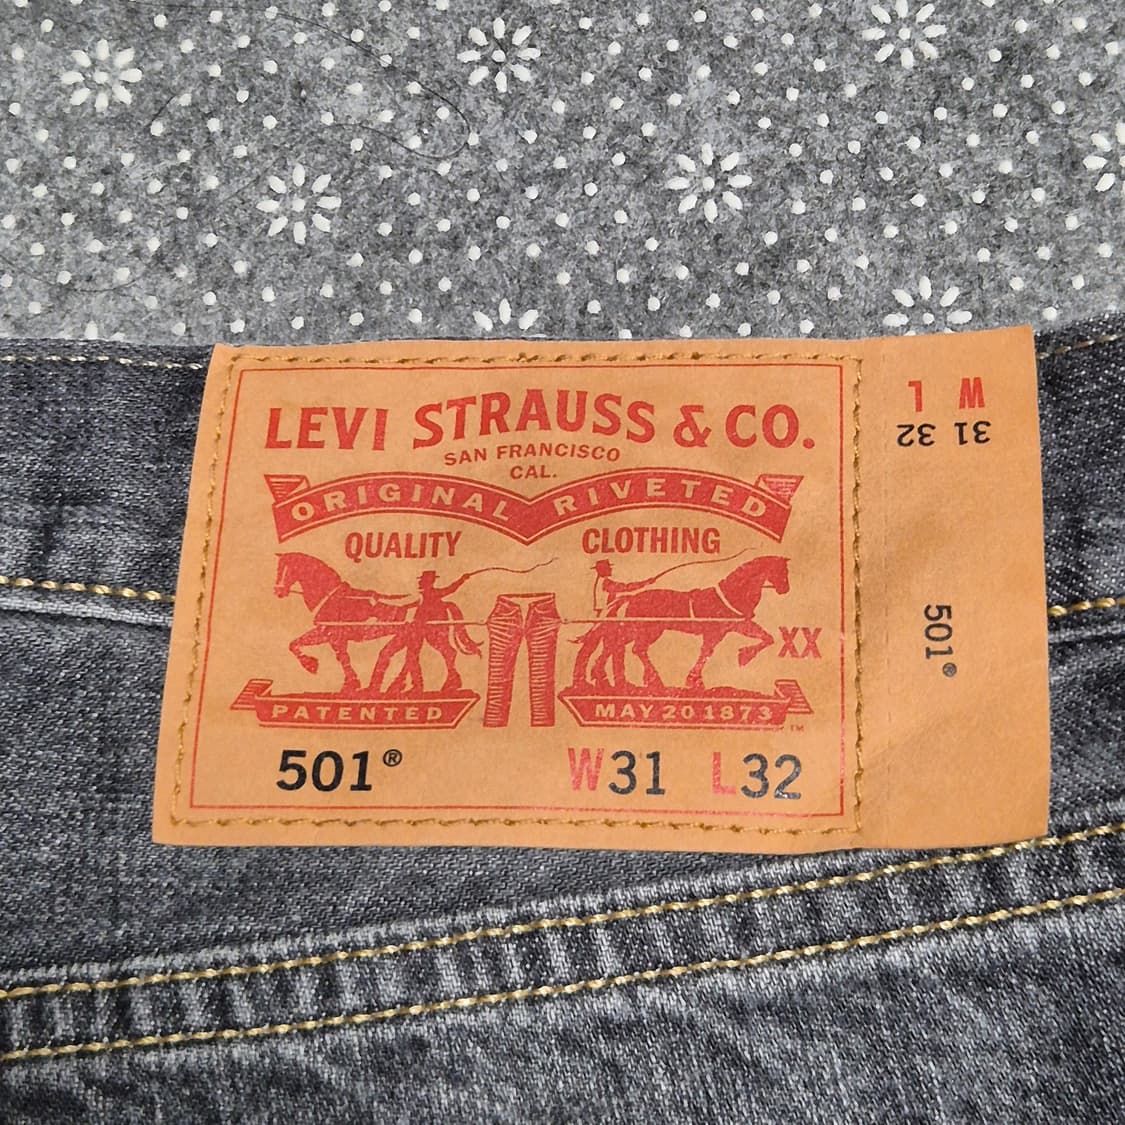 LEVI STRAUSS & CO.
SAN FRANCISCO
CAL.
ORIGINAL RIVETED
QUALITY CLOTHING
XX
PATENTED MAY 20 1873 ™
501® W31 L32
W L
31 32
501®